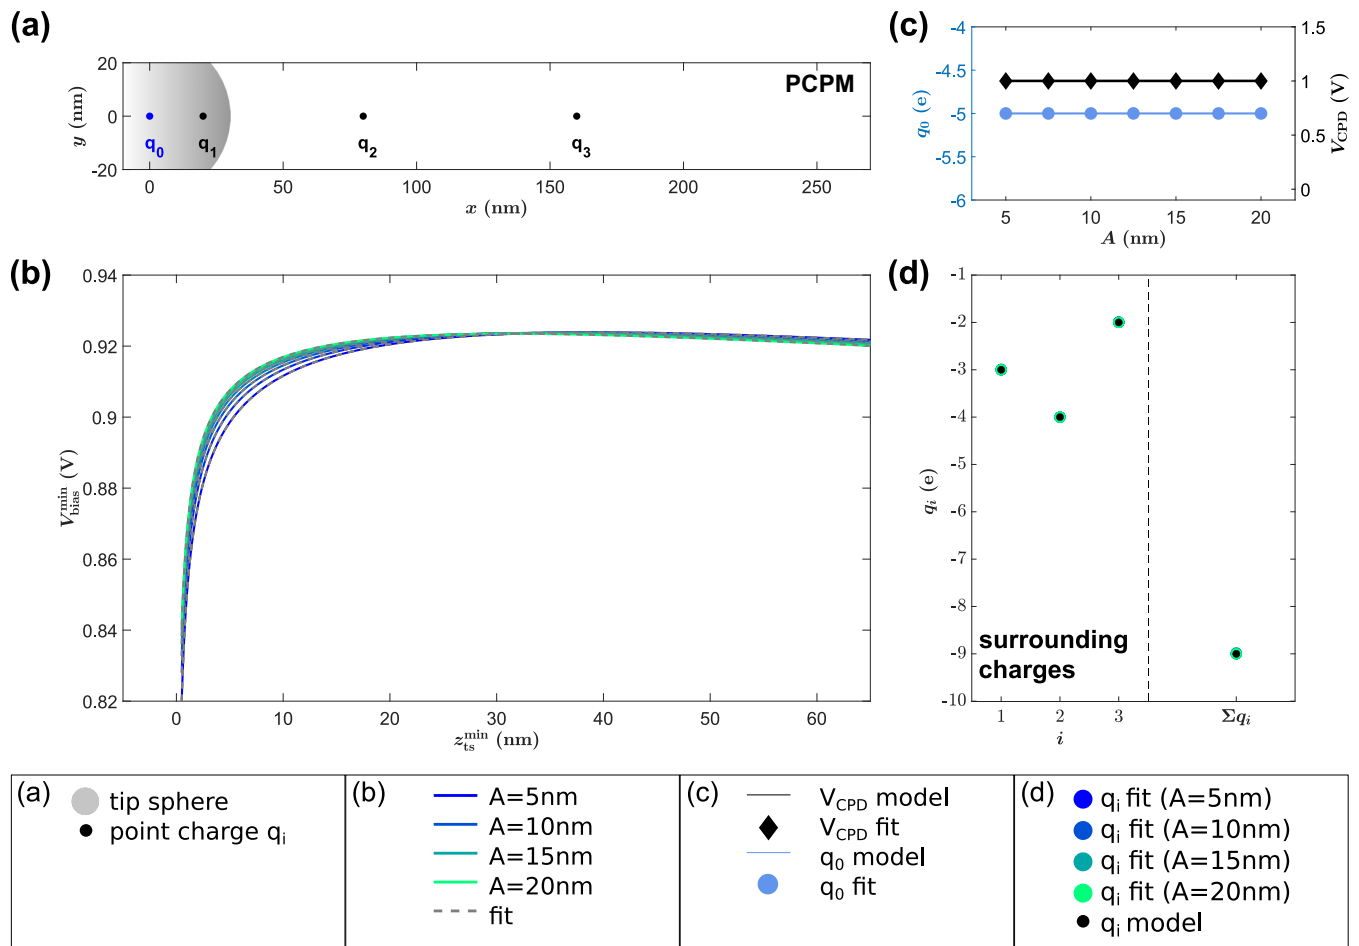 (a)
20
0
-20
y (nm)
PCPM
q0
q1
q2
q3
0
50
100
150
200
250
x (nm)
(c)
-4
-4.5
-5
-5.5
-6
q0 (e)
1.5
1
0.5
0
VCPD (V)
5
10
15
20
A (nm)
(b)
0.94
0.92
0.9
0.88
0.86
0.84
0.82
Vbias^min (V)
0
10
20
30
40
50
60
zts^min (nm)
(d)
-1
-2
-3
-4
-5
-6
-7
-8
-9
-10
qi (e)
surrounding
charges
1
2
3
Σqi
i
(a)
tip sphere
point charge qi
(b)
A=5nm
A=10nm
A=15nm
A=20nm
fit
(c)
VCPD model
VCPD fit
q0 model
q0 fit
(d)
qi fit (A=5nm)
qi fit (A=10nm)
qi fit (A=15nm)
qi fit (A=20nm)
qi model